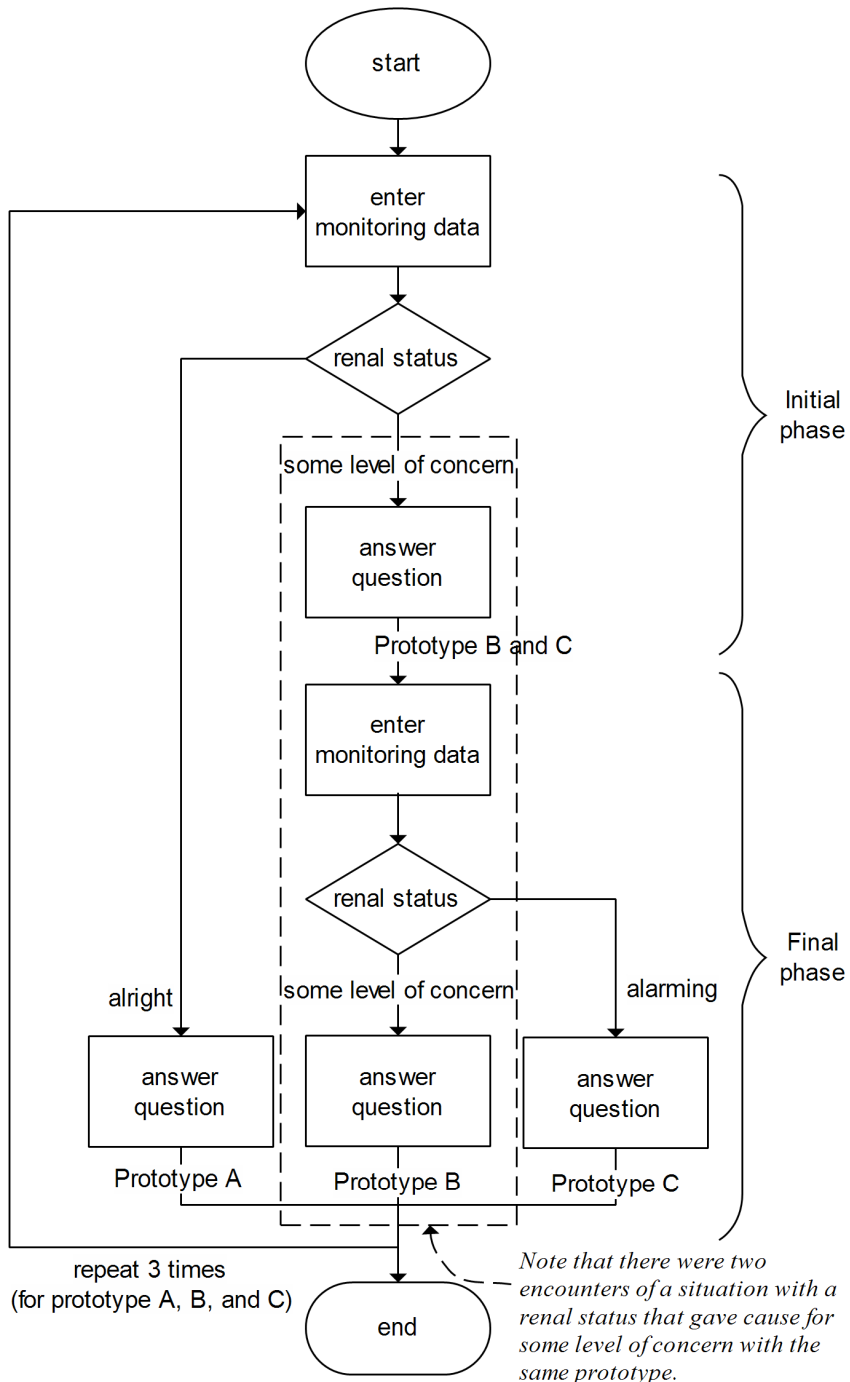 start
enter
monitoring data
renal status
Initial
phase
some level of concern
answer
question
Prototype B and C
enter
monitoring data
renal status
Final
phase
some level of concern
alright
alarming
answer
question
answer
question
answer
question
Prototype A
Prototype B
Prototype C
repeat 3 times
(for prototype A, B, and C)
end
Note that there were two
encounters of a situation with a
renal status that gave cause for
some level of concern with the
same prototype.